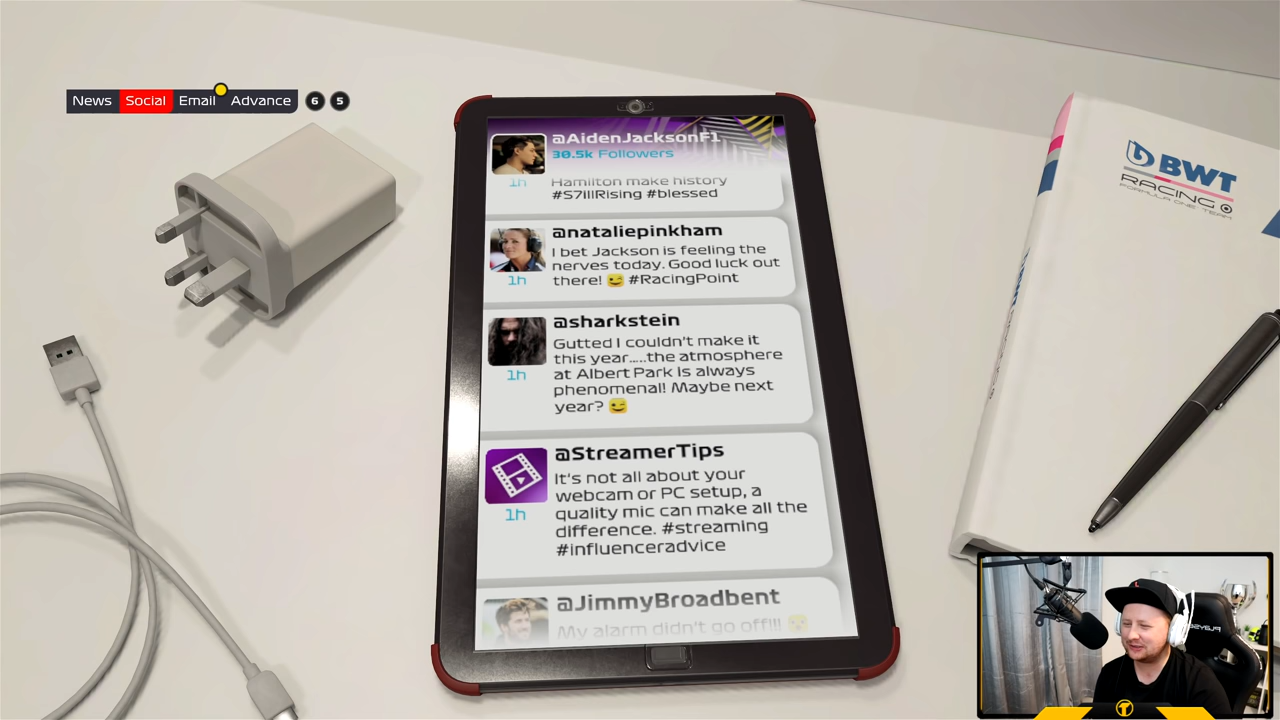 News Social Email Advance 6 5
@AidenJacksonF1
30.5k Followers
1h
Hamilton make history
#S7illRising #blessed
@nataliepinkham
I bet Jackson is feeling the
nerves today. Good luck out
there! 😉 #RacingPoint
1h
@sharkstein
Gutted I couldn't make it
this year.....the atmosphere
at Albert Park is always
phenomenal! Maybe next
year? 😉
1h
@StreamerTips
It's not all about your
webcam or PC setup, a
quality mic can make all the
difference. #streaming
#influenceradvice
1h
@JimmyBroadbent
My alarm didn't go off!!!
BWT
RACING
FORMULA ONE TEAM